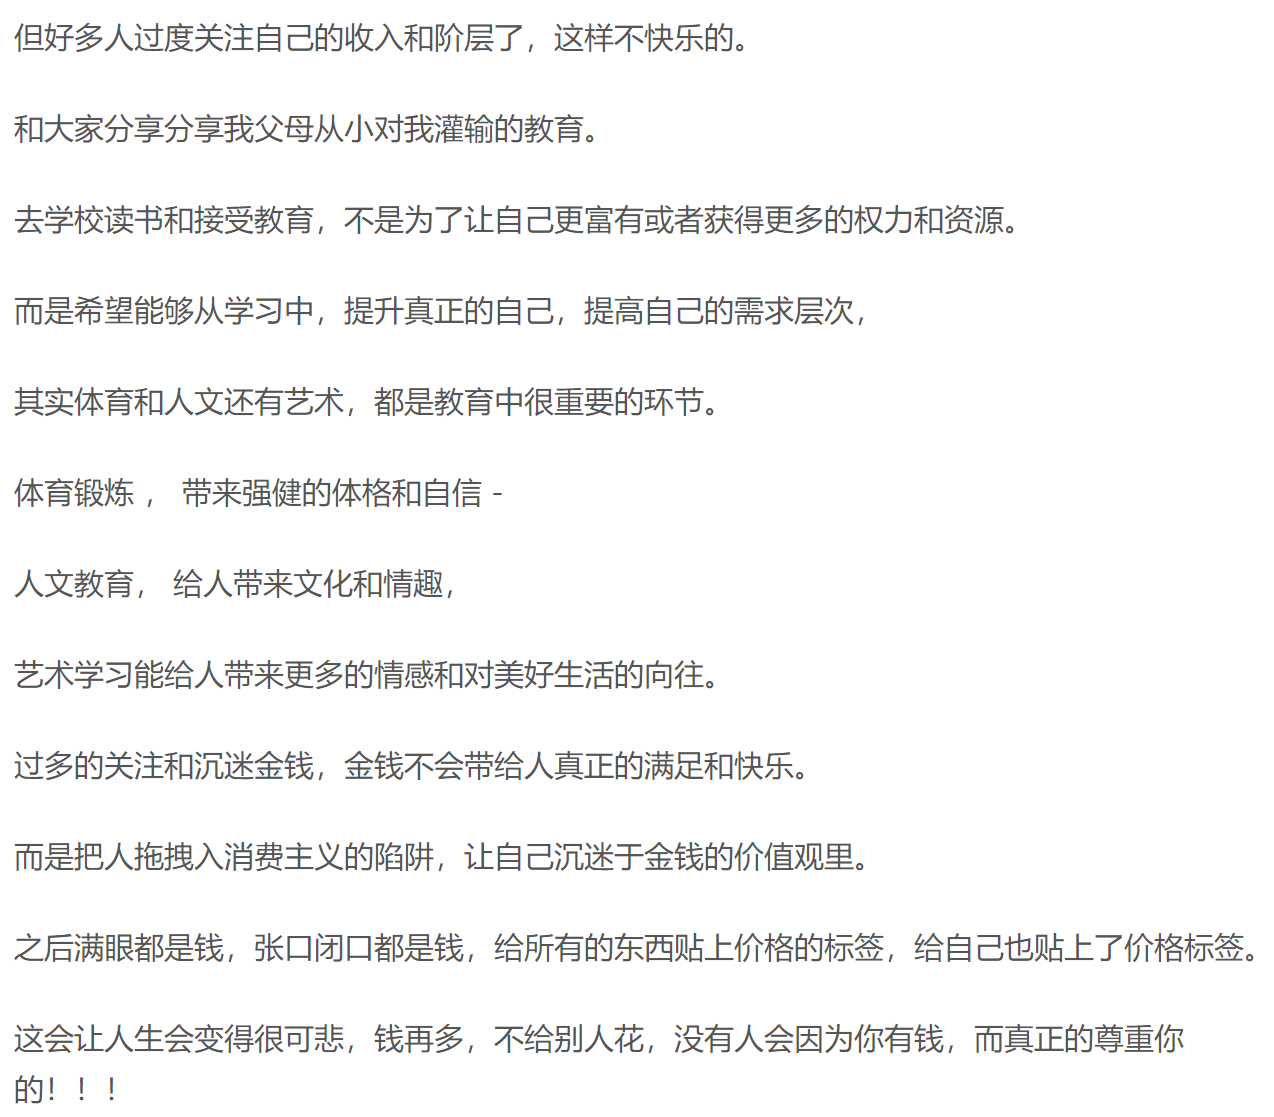 但好多人过度关注自己的收入和阶层了，这样不快乐的。
和大家分享分享我父母从小对我灌输的教育。
去学校读书和接受教育，不是为了让自己更富有或者获得更多的权力和资源。
而是希望能够从学习中，提升真正的自己，提高自己的需求层次，
其实体育和人文还有艺术，都是教育中很重要的环节。
体育锻炼 ， 带来强健的体格和自信 -
人文教育， 给人带来文化和情趣，
艺术学习能给人带来更多的情感和对美好生活的向往。
过多的关注和沉迷金钱，金钱不会带给人真正的满足和快乐。
而是把人拖拽入消费主义的陷阱，让自己沉迷于金钱的价值观里。
之后满眼都是钱，张口闭口都是钱，给所有的东西贴上价格的标签，给自己也贴上了价格标签。
这会让人生会变得很可悲，钱再多，不给别人花，没有人会因为你有钱，而真正的尊重你
的！！！